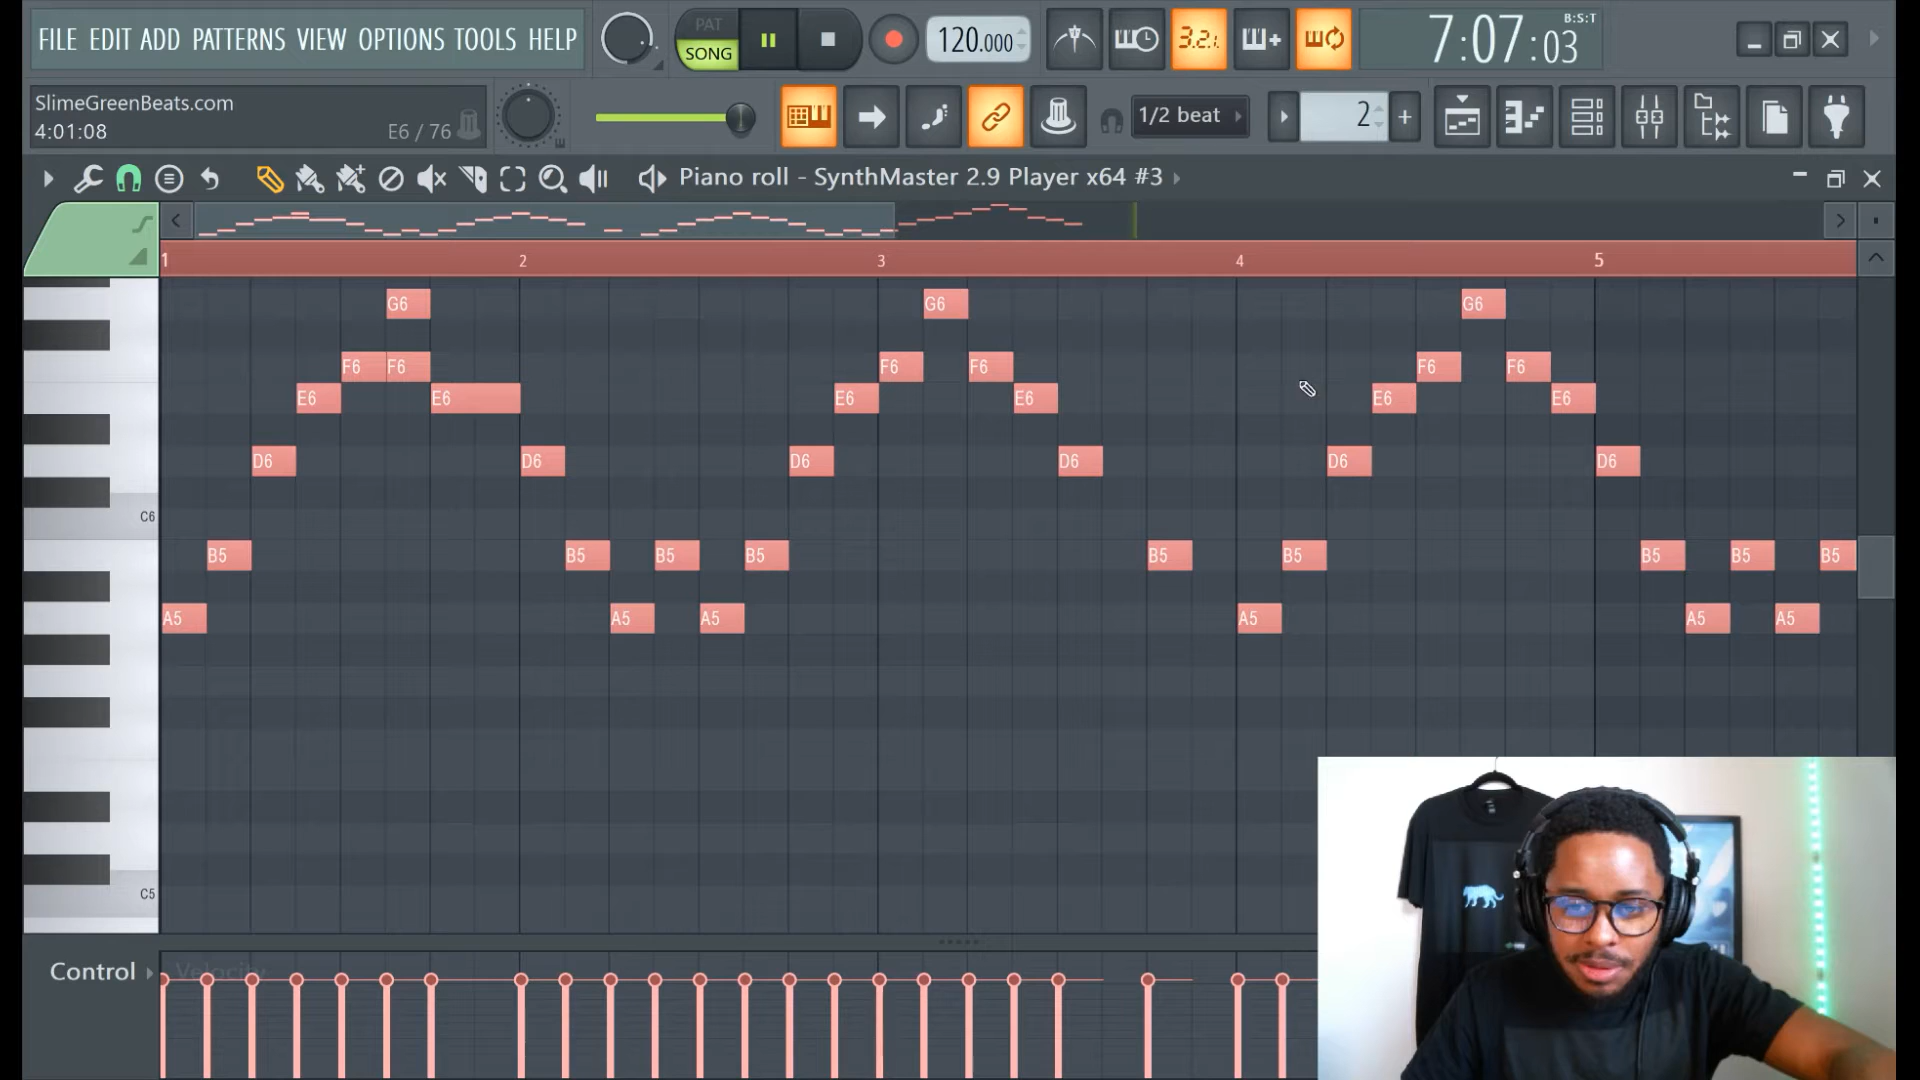 FILE EDIT ADD PATTERNS VIEW OPTIONS TOOLS HELP
PAT
SONG
120.000
3.2.1
B:S:T
7:07:03
SlimeGreenBeats.com
4:01:08 E6 / 76
1/2 beat
2
Piano roll - SynthMaster 2.9 Player x64 #3
1 2 3 4 5
G6 G6 G6
F6 F6 F6 F6 F6 F6
E6 E6 E6 E6 E6 E6
D6 D6 D6 D6 D6 D6
C6
B5 B5 B5 B5 B5 B5 B5 B5 B5
A5 A5 A5 A5 A5 A5
C5
Control Velocity